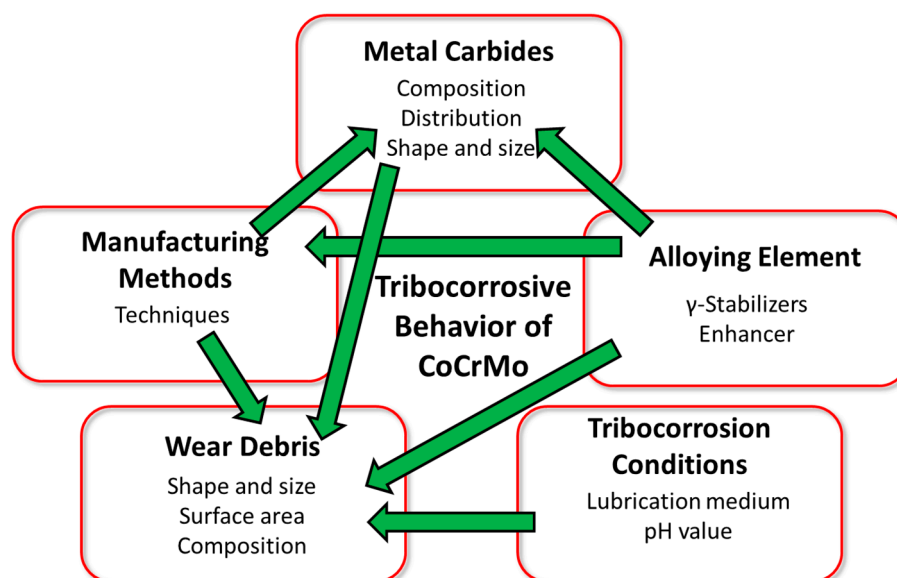 Metal Carbides
Composition
Distribution
Shape and size
Manufacturing
Methods
Techniques
Alloying Element
γ-Stabilizers
Enhancer
Tribocorrosive
Behavior of
CoCrMo
Wear Debris
Shape and size
Surface area
Composition
Tribocorrosion
Conditions
Lubrication medium
pH value